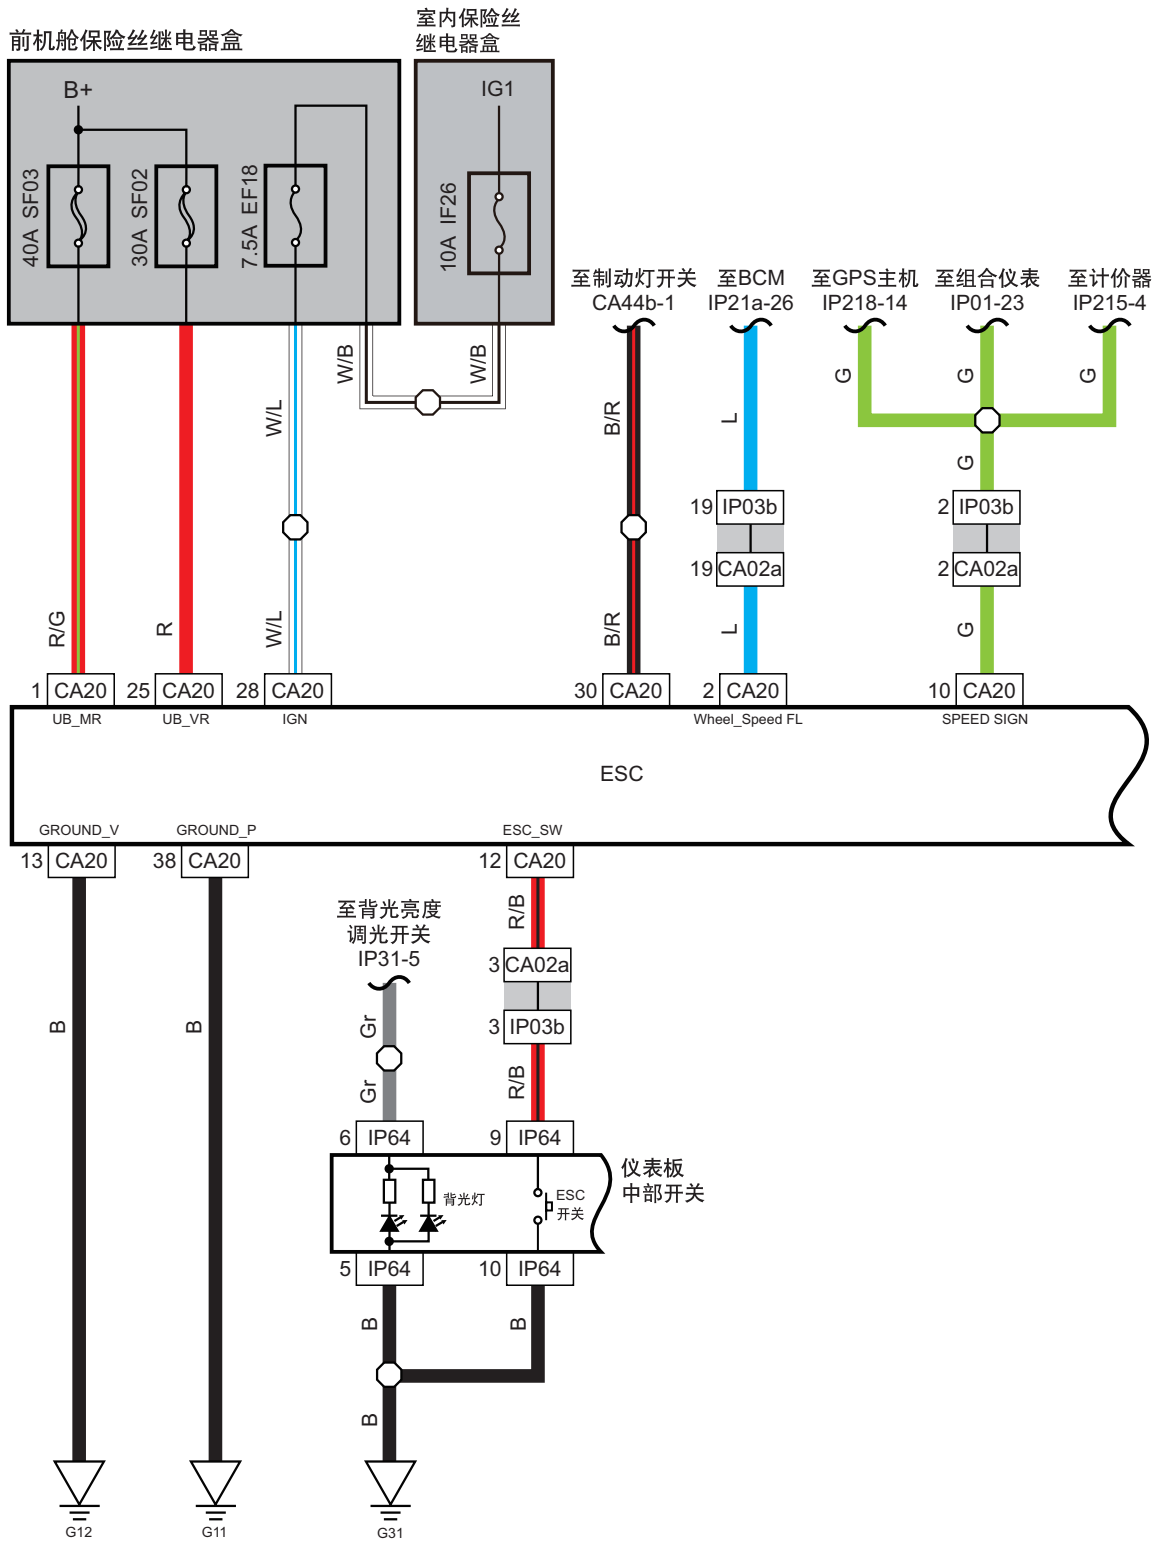 前机舱保险丝继电器盒
室内保险丝
继电器盒
B+
IG1
40A SF03
30A SF02
7.5A EF18
10A IF26
至制动灯开关
CA44b-1
至BCM
IP21a-26
至GPS主机
IP218-14
至组合仪表
IP01-23
至计价器
IP215-4
W/B
W/B
G
G
G
W/L
B/R
L
G
19 IP03b
2 IP03b
19 CA02a
2 CA02a
R/G
R
W/L
B/R
L
G
1 CA20
25 CA20
28 CA20
30 CA20
2 CA20
10 CA20
UB_MR
UB_VR
IGN
Wheel_Speed FL
SPEED SIGN
ESC
GROUND_V
GROUND_P
ESC_SW
13 CA20
38 CA20
12 CA20
至背光亮度
调光开关
IP31-5
R/B
3 CA02a
3 IP03b
B
B
Gr
Gr
R/B
6 IP64
9 IP64
仪表板
中部开关
背光灯
ESC
开关
5 IP64
10 IP64
B
B
B
G12
G11
G31